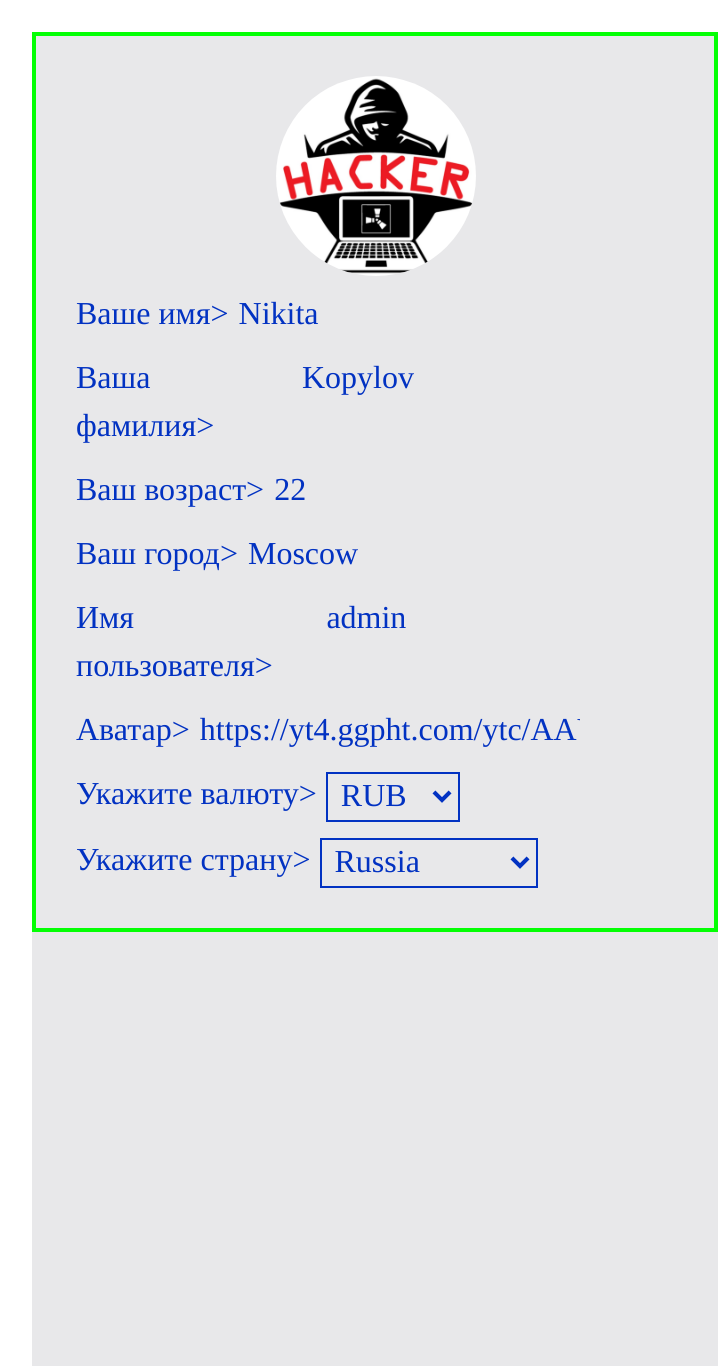 HACKER
Ваше имя> Nikita
Ваша Kopylov
фамилия>
Ваш возраст> 22
Ваш город> Moscow
Имя admin
пользователя>
Аватар> https://yt4.ggpht.com/ytc/AA
Укажите валюту> RUB
Укажите страну> Russia